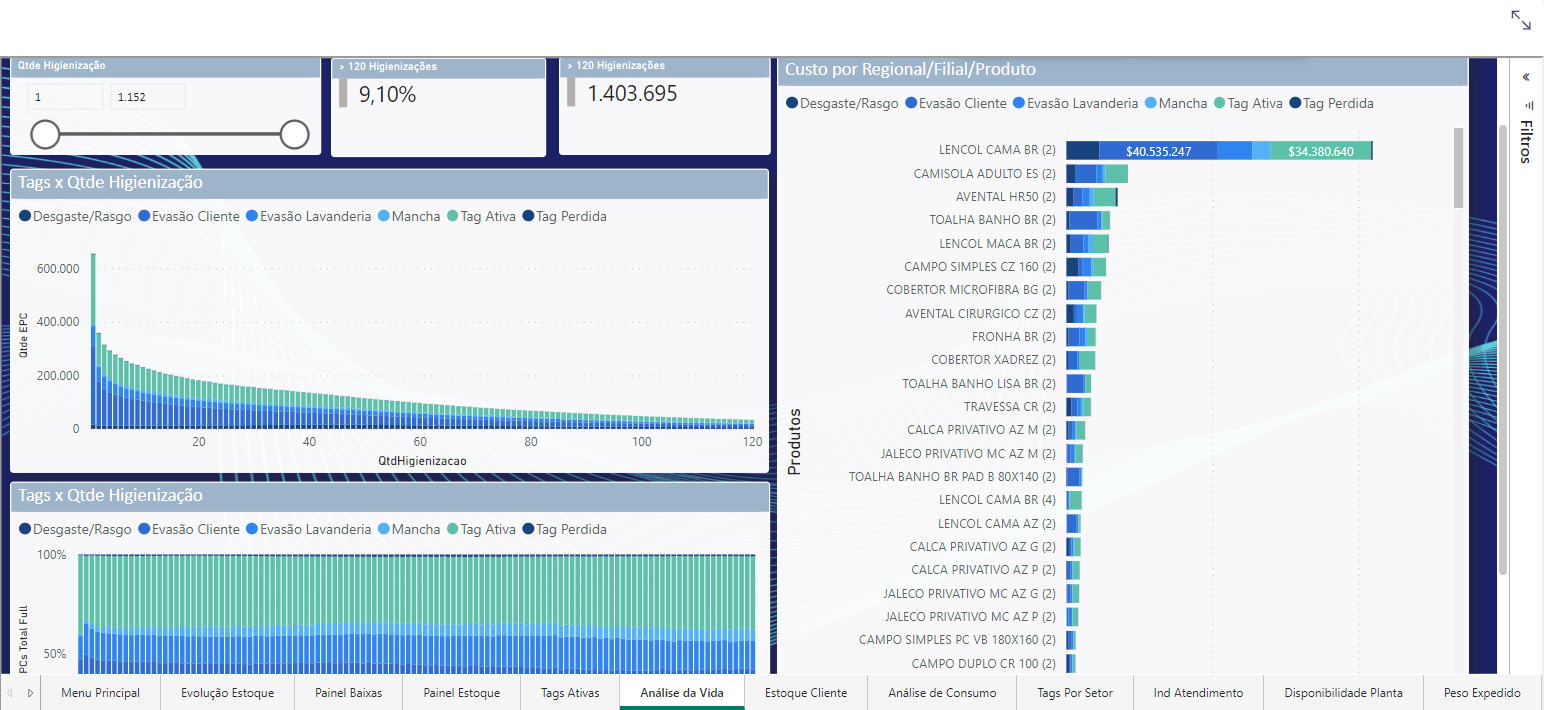 Qtde Higienização
1
1.152
> 120 Higienizações
9,10%
> 120 Higienizações
1.403.695
Tags x Qtde Higienização
Desgaste/Rasgo Evasão Cliente Evasão Lavanderia Mancha Tag Ativa Tag Perdida
Qtde EPC
600.000
400.000
200.000
0
20 40 60 80 100 120
QtdHigienizacao
Tags x Qtde Higienização
Desgaste/Rasgo Evasão Cliente Evasão Lavanderia Mancha Tag Ativa Tag Perdida
PCs Total Full
100%
50%
Custo por Regional/Filial/Produto
Desgaste/Rasgo Evasão Cliente Evasão Lavanderia Mancha Tag Ativa Tag Perdida
Produtos
LENCOL CAMA BR (2) $40.535.247 $34.380.640
CAMISOLA ADULTO ES (2)
AVENTAL HR50 (2)
TOALHA BANHO BR (2)
LENCOL MACA BR (2)
CAMPO SIMPLES CZ 160 (2)
COBERTOR MICROFIBRA BG (2)
AVENTAL CIRURGICO CZ (2)
FRONHA BR (2)
COBERTOR XADREZ (2)
TOALHA BANHO LISA BR (2)
TRAVESSA CR (2)
CALCA PRIVATIVO AZ M (2)
JALECO PRIVATIVO MC AZ M (2)
TOALHA BANHO BR PAD B 80X140 (2)
LENCOL CAMA BR (4)
LENCOL CAMA AZ (2)
CALCA PRIVATIVO AZ G (2)
CALCA PRIVATIVO AZ P (2)
JALECO PRIVATIVO MC AZ G (2)
JALECO PRIVATIVO MC AZ P (2)
CAMPO SIMPLES PC VB 180X160 (2)
CAMPO DUPLO CR 100 (2)
Filtros
Menu Principal Evolução Estoque Painel Baixas Painel Estoque Tags Ativas Análise da Vida Estoque Cliente Análise de Consumo Tags Por Setor Ind Atendimento Disponibilidade Planta Peso Expedido